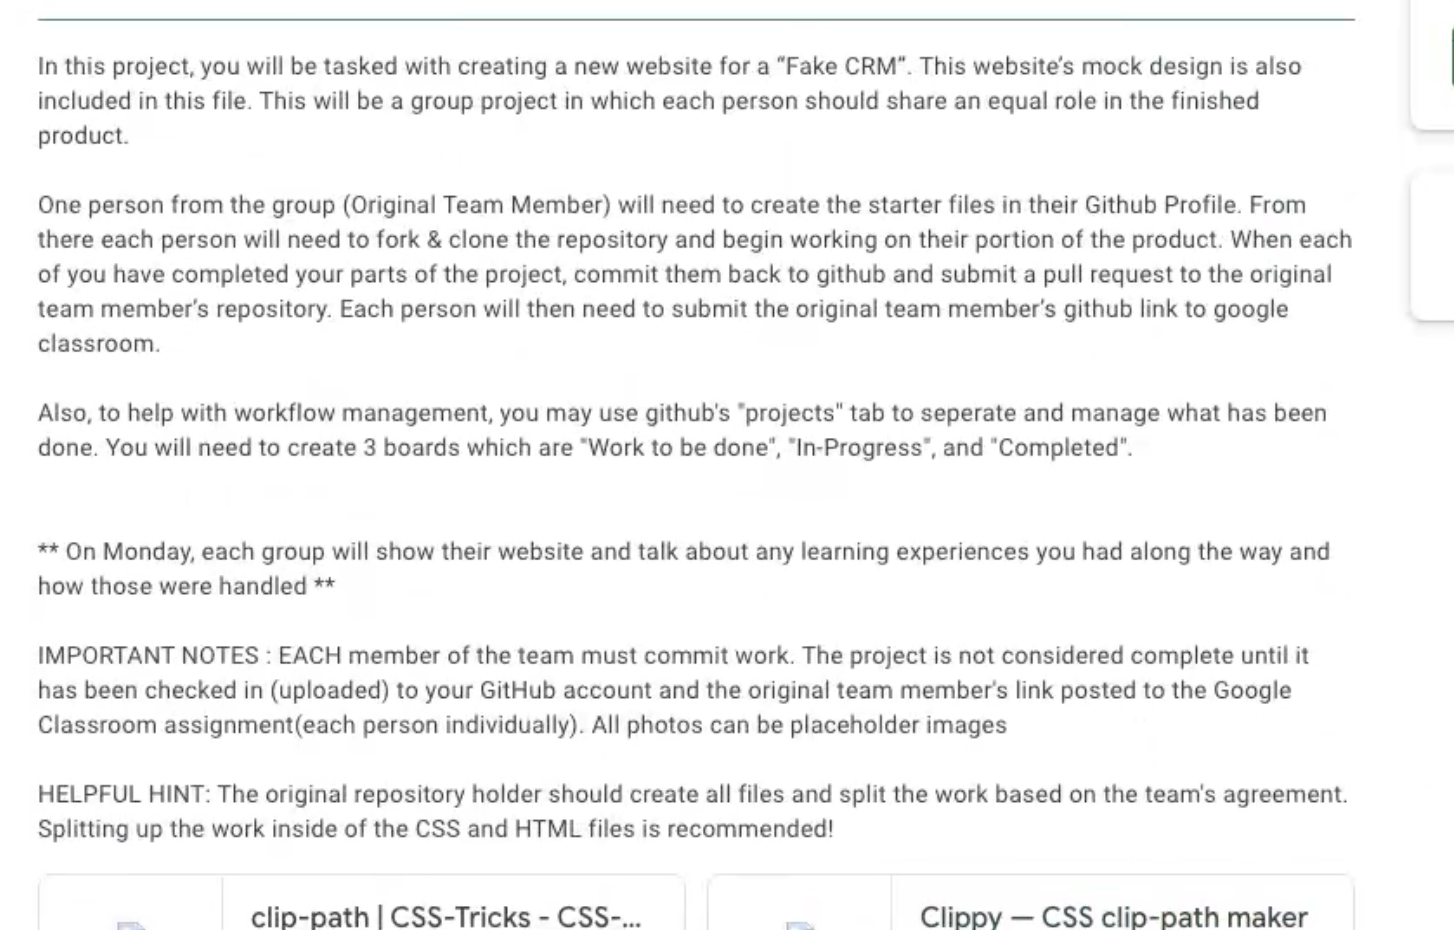 In this project, you will be tasked with creating a new website for a “Fake CRM”. This website’s mock design is also
included in this file. This will be a group project in which each person should share an equal role in the finished
product.
One person from the group (Original Team Member) will need to create the starter files in their Github Profile. From
there each person will need to fork & clone the repository and begin working on their portion of the product. When each
of you have completed your parts of the project, commit them back to github and submit a pull request to the original
team member’s repository. Each person will then need to submit the original team member’s github link to google
classroom.
Also, to help with workflow management, you may use github's "projects" tab to seperate and manage what has been
done. You will need to create 3 boards which are "Work to be done", "In-Progress", and "Completed".
** On Monday, each group will show their website and talk about any learning experiences you had along the way and
how those were handled **
IMPORTANT NOTES : EACH member of the team must commit work. The project is not considered complete until it
has been checked in (uploaded) to your GitHub account and the original team member's link posted to the Google
Classroom assignment(each person individually). All photos can be placeholder images
HELPFUL HINT: The original repository holder should create all files and split the work based on the team's agreement.
Splitting up the work inside of the CSS and HTML files is recommended!
clip-path | CSS-Tricks - CSS-...
Clippy — CSS clip-path maker